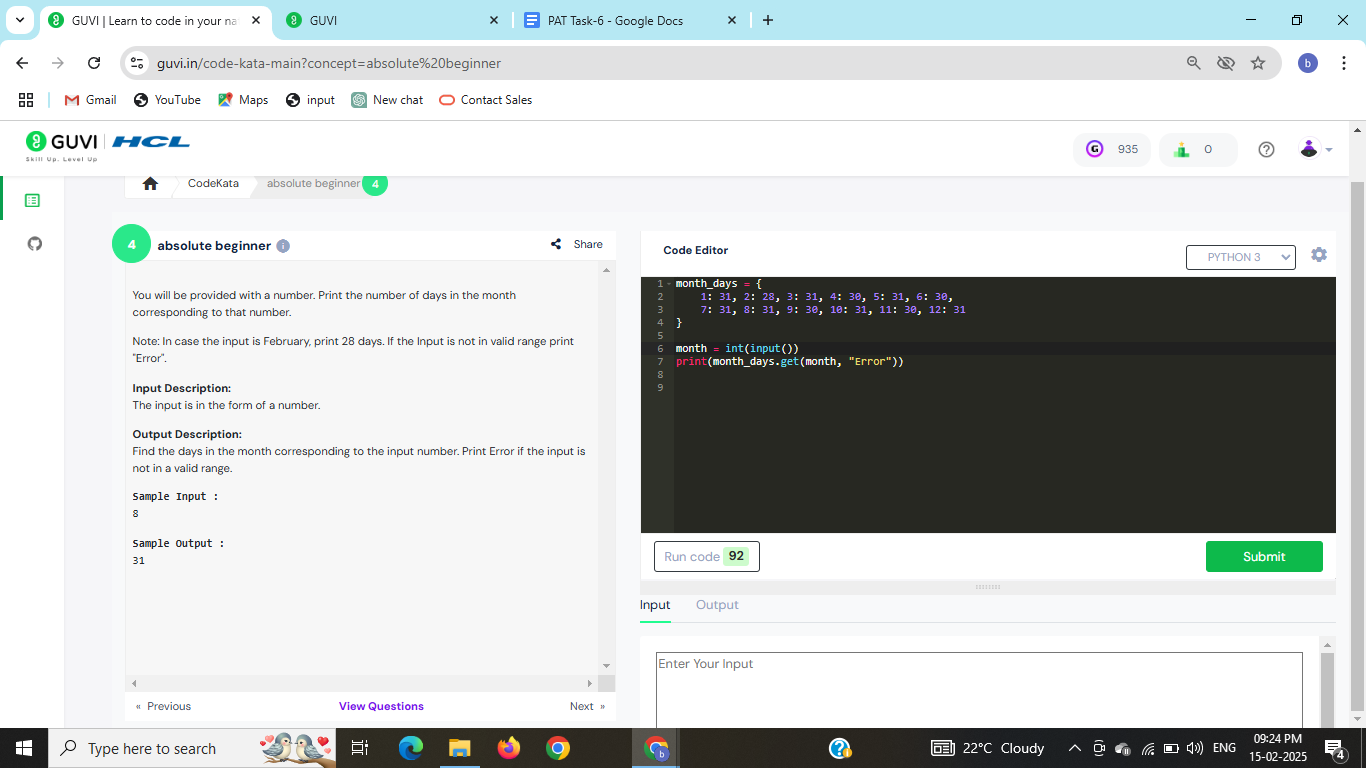 GUVI | Learn to code in your na
GUVI
PAT Task-6 - Google Docs
guvi.in/code-kata-main?concept=absolute%20beginner
b
Gmail
YouTube
Maps
input
New chat
Contact Sales
GUVI | HCL
Skill Up. Level Up
G 935
0
CodeKata
absolute beginner 4
4 absolute beginner
Share
You will be provided with a number. Print the number of days in the month
corresponding to that number.
Note: In case the input is February, print 28 days. If the Input is not in valid range print
"Error".
Input Description:
The input is in the form of a number.
Output Description:
Find the days in the month corresponding to the input number. Print Error if the input is
not in a valid range.
Sample Input :
8
Sample Output :
31
« Previous
View Questions
Next »
Code Editor
PYTHON 3
1 month_days = {
2 1: 31, 2: 28, 3: 31, 4: 30, 5: 31, 6: 30,
3 7: 31, 8: 31, 9: 30, 10: 31, 11: 30, 12: 31
4 }
5
6 month = int(input())
7 print(month_days.get(month, "Error"))
8
9
Run code 92
Submit
Input
Output
Enter Your Input
Type here to search
b
22°C Cloudy
ENG
09:24 PM
15-02-2025
4